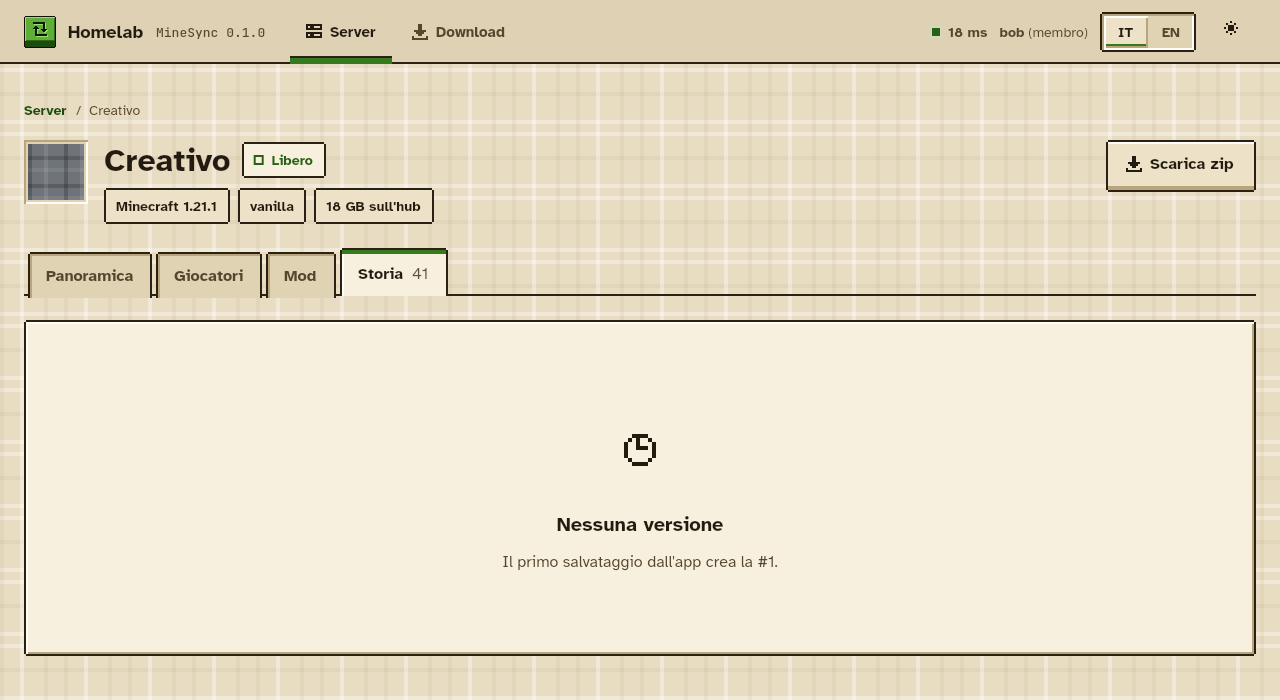 Homelab MineSync 0.1.0 Server Download 18 ms bob (membro) IT EN
Server / Creativo
Creativo Libero
Scarica zip
Minecraft 1.21.1 vanilla 18 GB sull'hub
Panoramica Giocatori Mod Storia 41
Nessuna versione
Il primo salvataggio dall'app crea la #1.